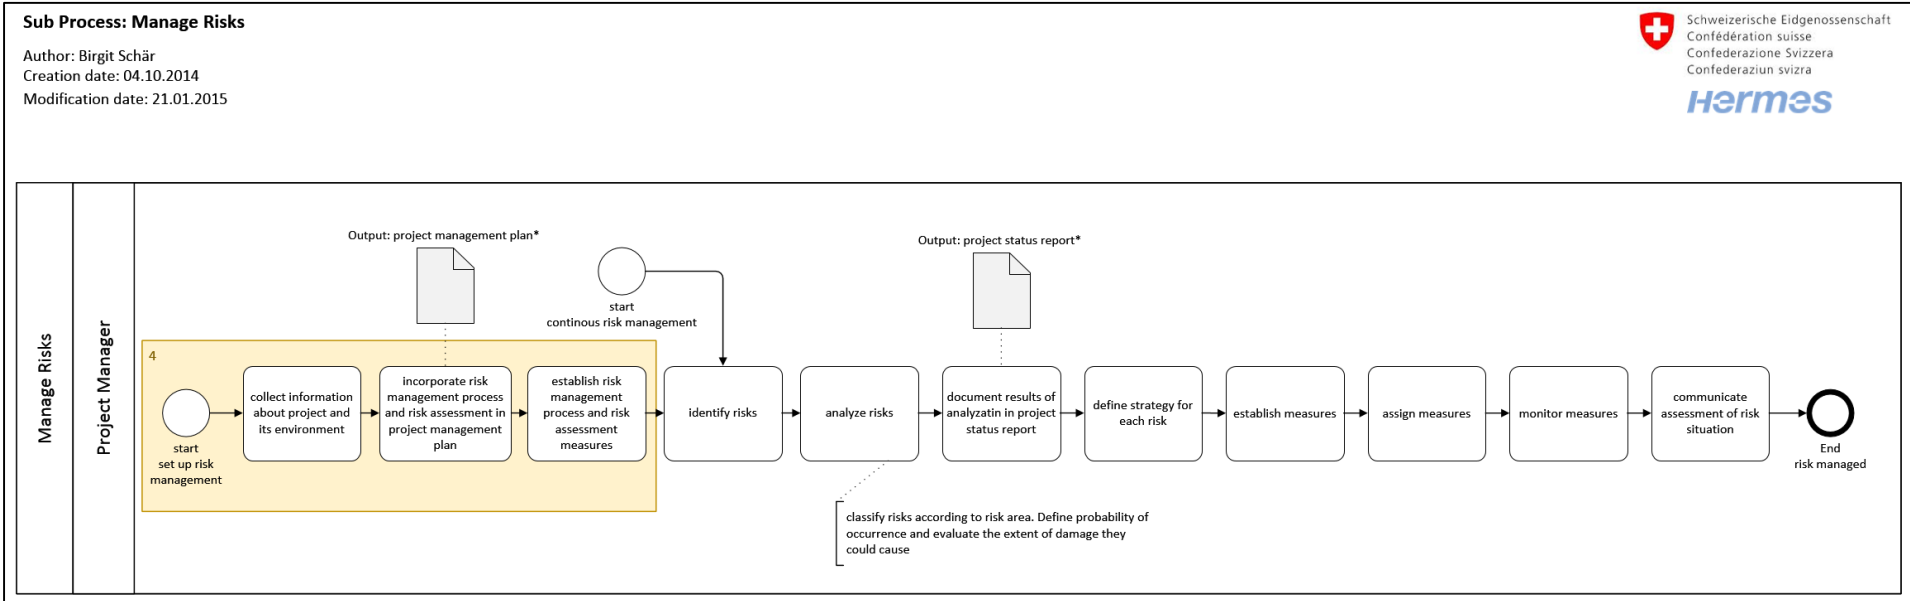 Sub Process: Manage Risks
Author: Birgit Schär
Creation date: 04.10.2014
Modification date: 21.01.2015
Schweizerische Eidgenossenschaft
Confédération suisse
Confederazione Svizzera
Confederaziun svizra
Hermes
Manage Risks
Project Manager
Output: project management plan*
start
continous risk management
Output: project status report*
4
start
set up risk
management
collect information
about project and
its environment
incorporate risk
management process
and risk assessment in
project management
plan
establish risk
management
process and risk
assessment
measures
identify risks
analyze risks
document results of
analyzatin in project
status report
define strategy for
each risk
establish measures
assign measures
monitor measures
communicate
assessment of risk
situation
End
risk managed
classify risks according to risk area. Define probability of
occurrence and evaluate the extent of damage they
could cause